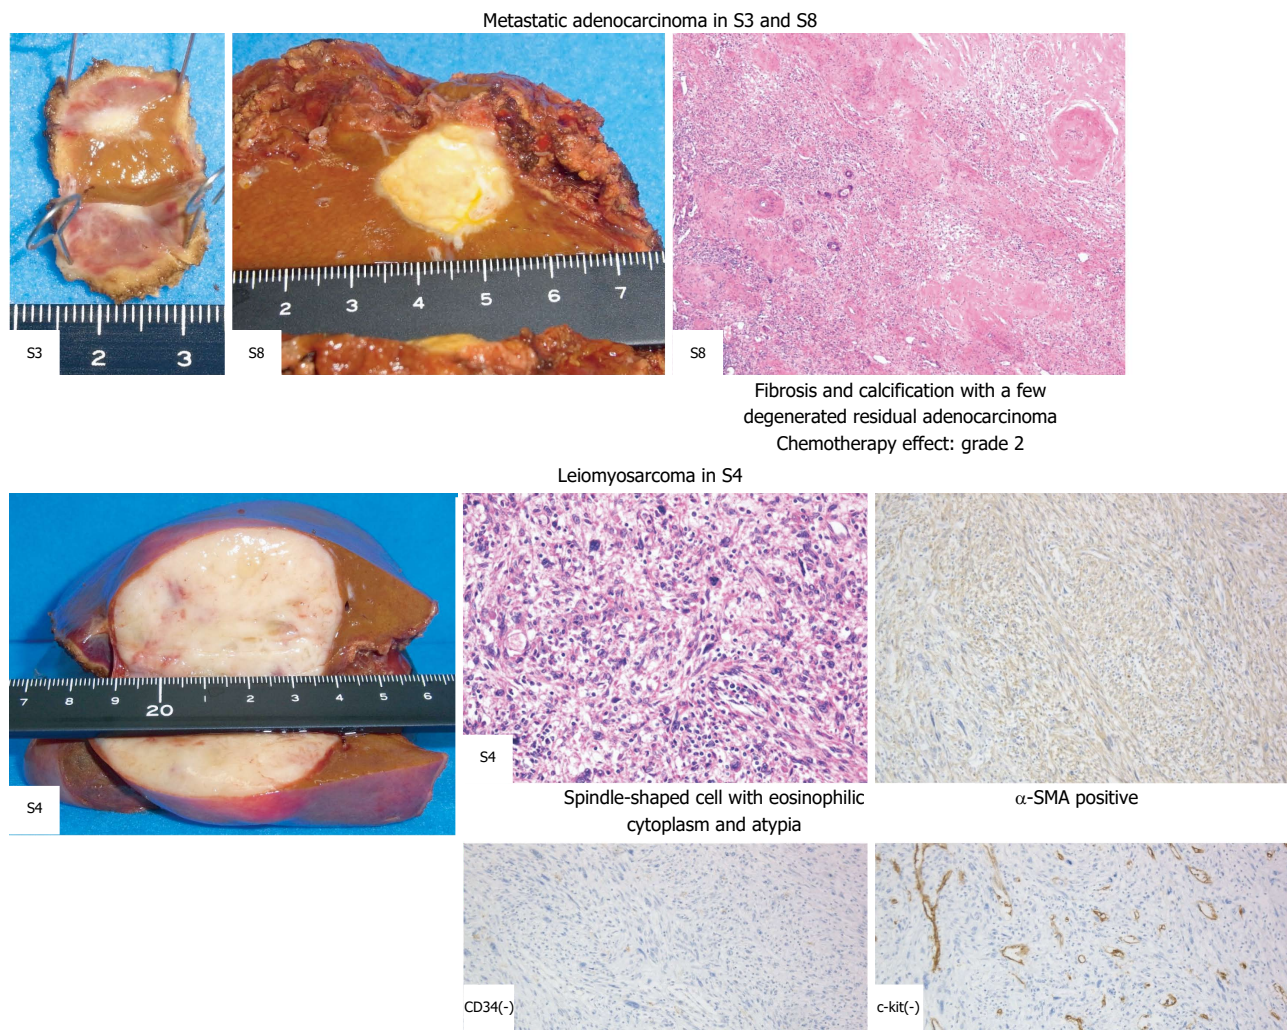 Metastatic adenocarcinoma in S3 and S8
S3
2 3
S8
2 3 4 5 6 7
S8
Fibrosis and calcification with a few
degenerated residual adenocarcinoma
Chemotherapy effect: grade 2
Leiomyosarcoma in S4
7 8 9 20 1 2 3 4 5 6
S4
S4
Spindle-shaped cell with eosinophilic
cytoplasm and atypia
α-SMA positive
CD34(-)
c-kit(-)